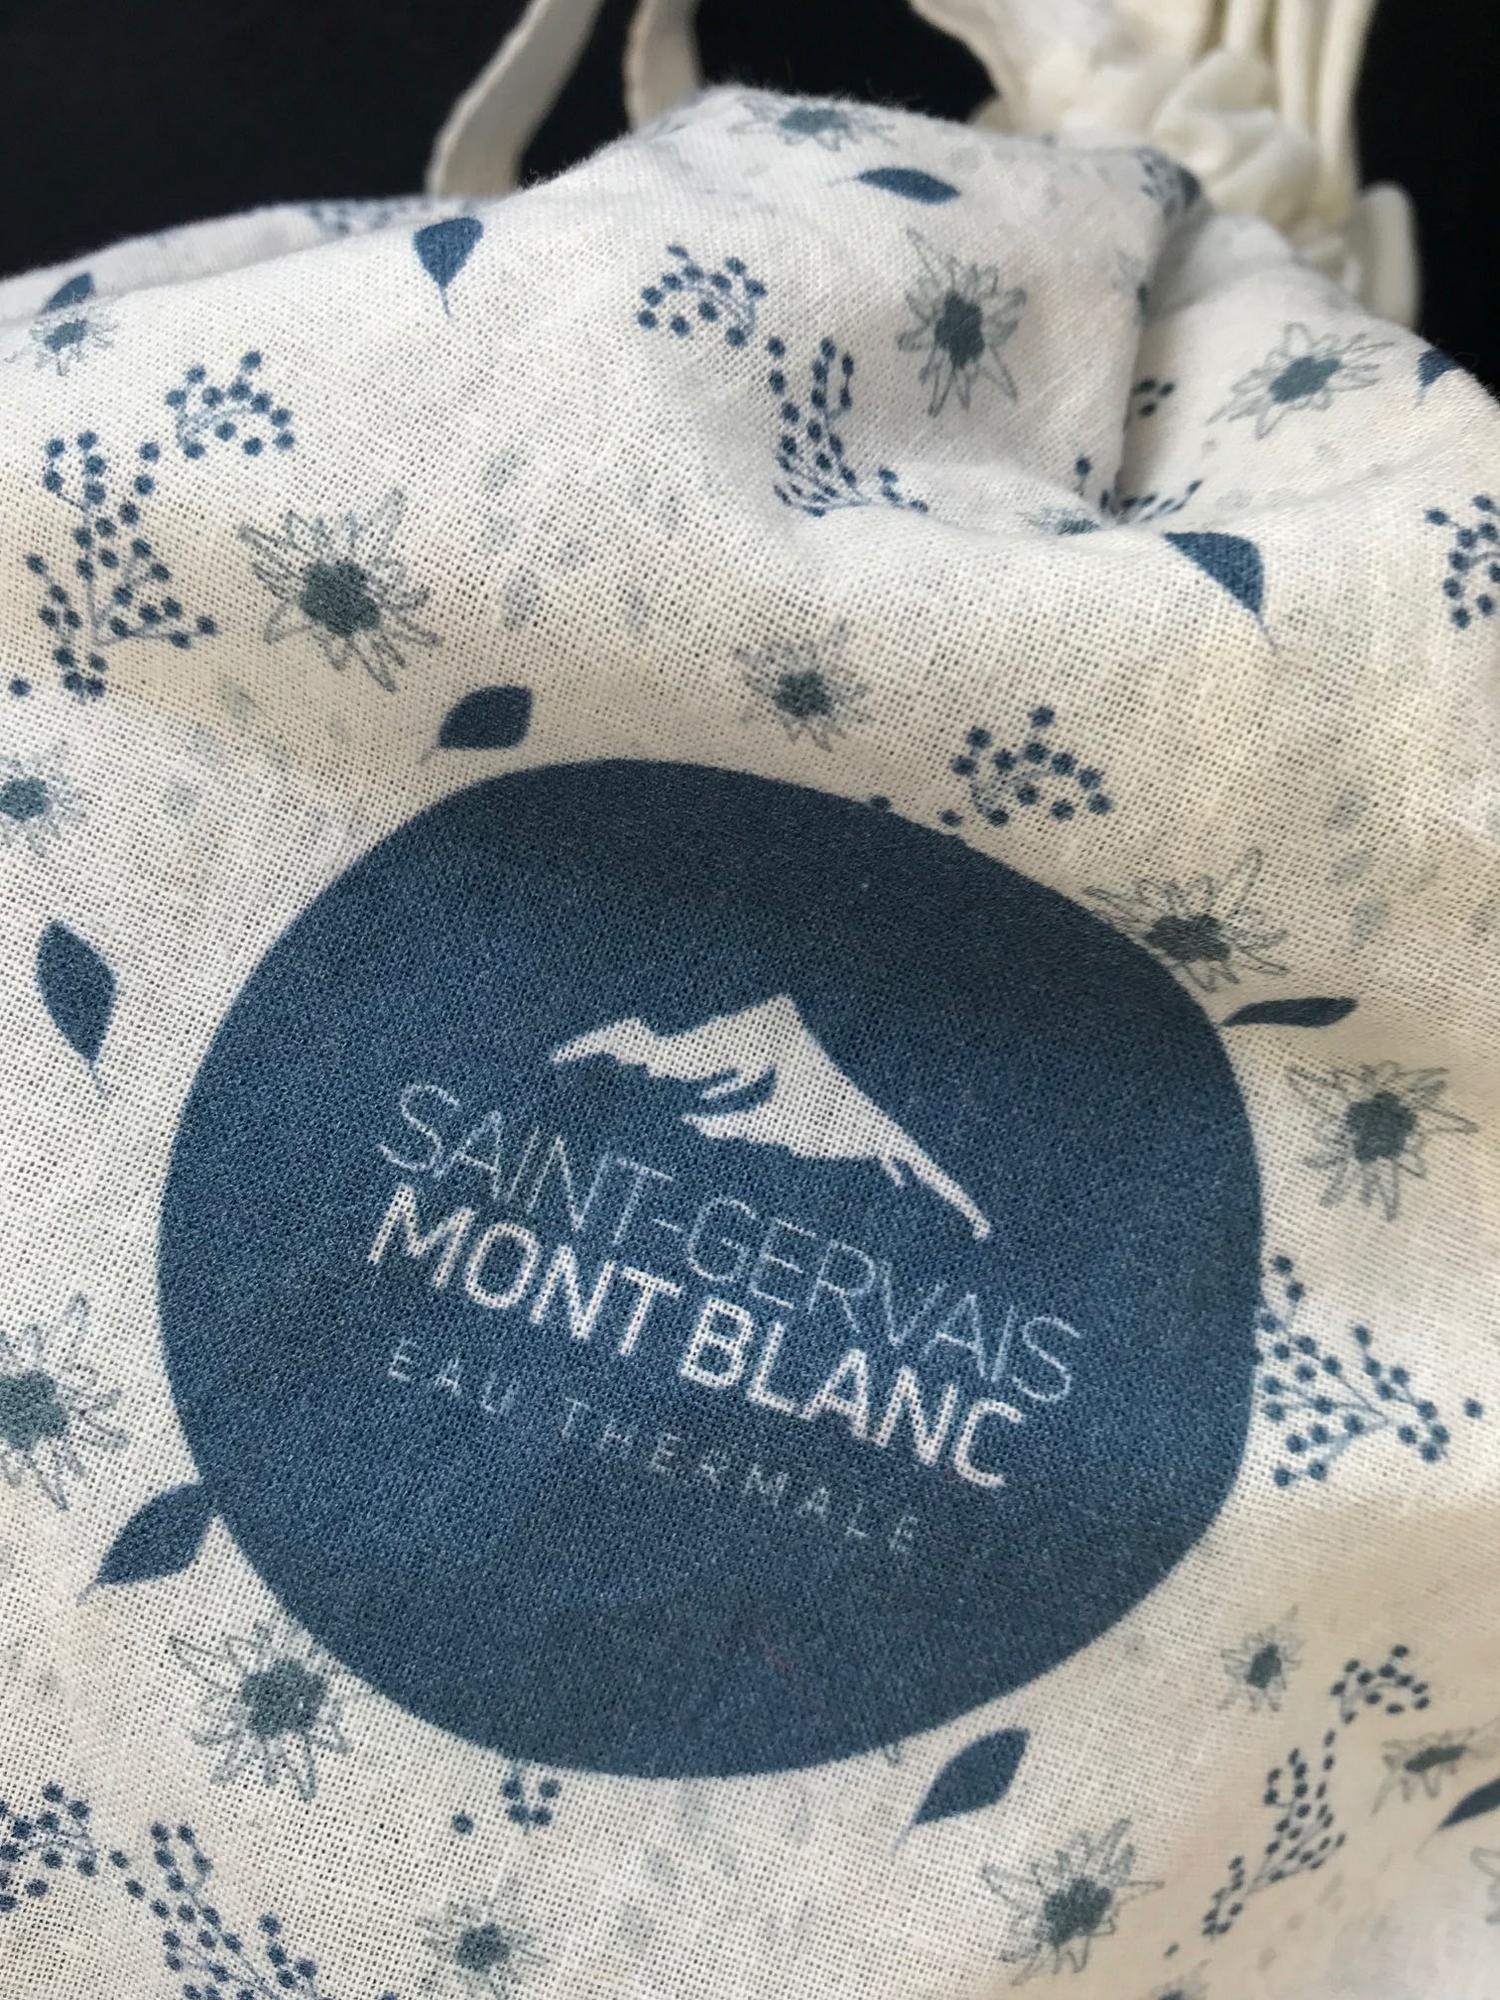 SAINT-GERVAIS
MONT BLANC
EAU THERMALE